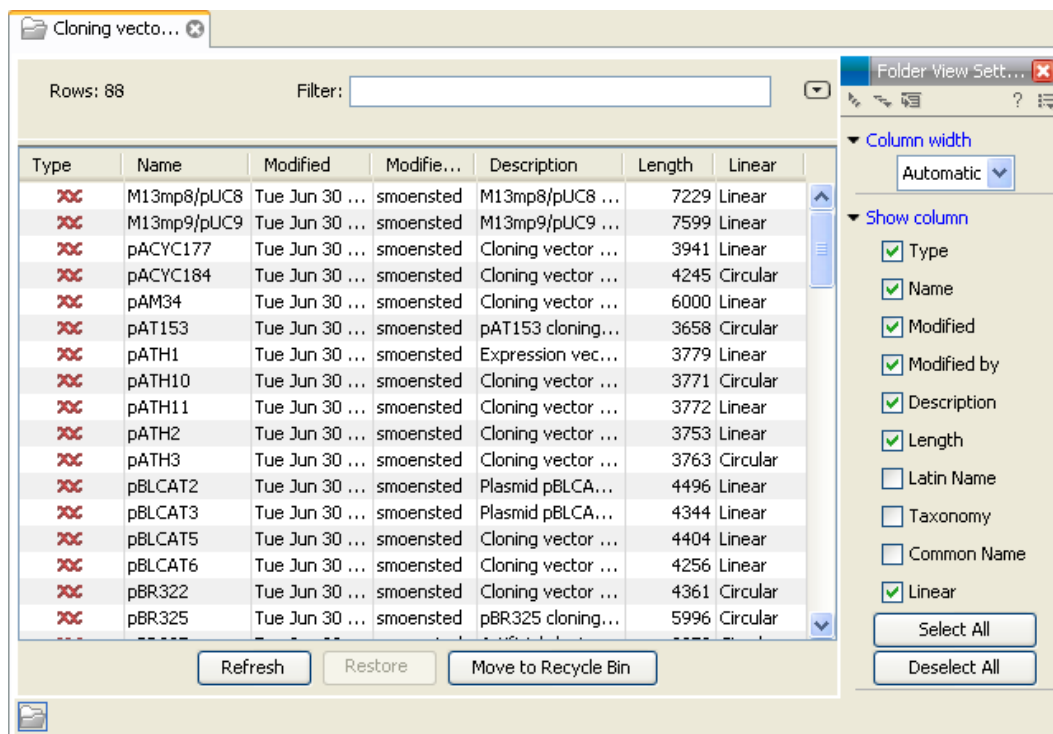 Cloning vecto...
Rows: 88 Filter:
Folder View Sett...
?
Column width
Automatic
Show column
Type
Name
Modified
Modified by
Description
Length
Latin Name
Taxonomy
Common Name
Linear
Select All
Deselect All
Type Name Modified Modifie... Description Length Linear
M13mp8/pUC8 Tue Jun 30 ... smoensted M13mp8/pUC8 ... 7229 Linear
M13mp9/pUC9 Tue Jun 30 ... smoensted M13mp9/pUC9 ... 7599 Linear
pACYC177 Tue Jun 30 ... smoensted Cloning vector ... 3941 Linear
pACYC184 Tue Jun 30 ... smoensted Cloning vector ... 4245 Circular
pAM34 Tue Jun 30 ... smoensted Cloning vector ... 6000 Linear
pAT153 Tue Jun 30 ... smoensted pAT153 cloning... 3658 Circular
pATH1 Tue Jun 30 ... smoensted Expression vec... 3779 Linear
pATH10 Tue Jun 30 ... smoensted Cloning vector ... 3771 Circular
pATH11 Tue Jun 30 ... smoensted Cloning vector ... 3772 Linear
pATH2 Tue Jun 30 ... smoensted Cloning vector ... 3753 Linear
pATH3 Tue Jun 30 ... smoensted Cloning vector ... 3763 Circular
pBLCAT2 Tue Jun 30 ... smoensted Plasmid pBLCA... 4496 Linear
pBLCAT3 Tue Jun 30 ... smoensted Plasmid pBLCA... 4344 Linear
pBLCAT5 Tue Jun 30 ... smoensted Cloning vector ... 4404 Linear
pBLCAT6 Tue Jun 30 ... smoensted Cloning vector ... 4256 Linear
pBR322 Tue Jun 30 ... smoensted Cloning vector ... 4361 Circular
pBR325 Tue Jun 30 ... smoensted pBR325 cloning... 5996 Circular
Refresh Restore Move to Recycle Bin